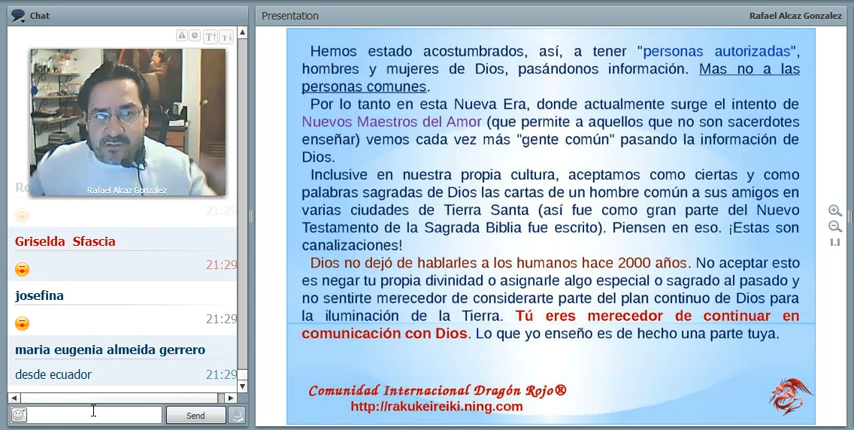 Chat
Rafael Alcaz Gonzalez
21:29
Griselda Sfascia
21:29
josefina
21:29
maria eugenia almeida gerrero
desde ecuador
21:29
Send
Presentation
Rafael Alcaz Gonzalez
Hemos estado acostumbrados, así, a tener "personas autorizadas",
hombres y mujeres de Dios, pasándonos información. Mas no a las
personas comunes.
Por lo tanto en esta Nueva Era, donde actualmente surge el intento de
Nuevos Maestros del Amor (que permite a aquellos que no son sacerdotes
enseñar) vemos cada vez más "gente común" pasando la información de
Dios.
Inclusive en nuestra propia cultura, aceptamos como ciertas y como
palabras sagradas de Dios las cartas de un hombre común a sus amigos en
varias ciudades de Tierra Santa (así fue como gran parte del Nuevo
Testamento de la Sagrada Biblia fue escrito). Piensen en eso. ¡Estas son
canalizaciones!
Dios no dejó de hablarles a los humanos hace 2000 años. No aceptar esto
es negar tu propia divinidad o asignarle algo especial o sagrado al pasado y
no sentirte merecedor de considerarte parte del plan continuo de Dios para
la iluminación de la Tierra. Tú eres merecedor de continuar en
comunicación con Dios. Lo que yo enseño es de hecho una parte tuya.
Comunidad Internacional Dragón Rojo®
http://rakukeireiki.ning.com
1.1